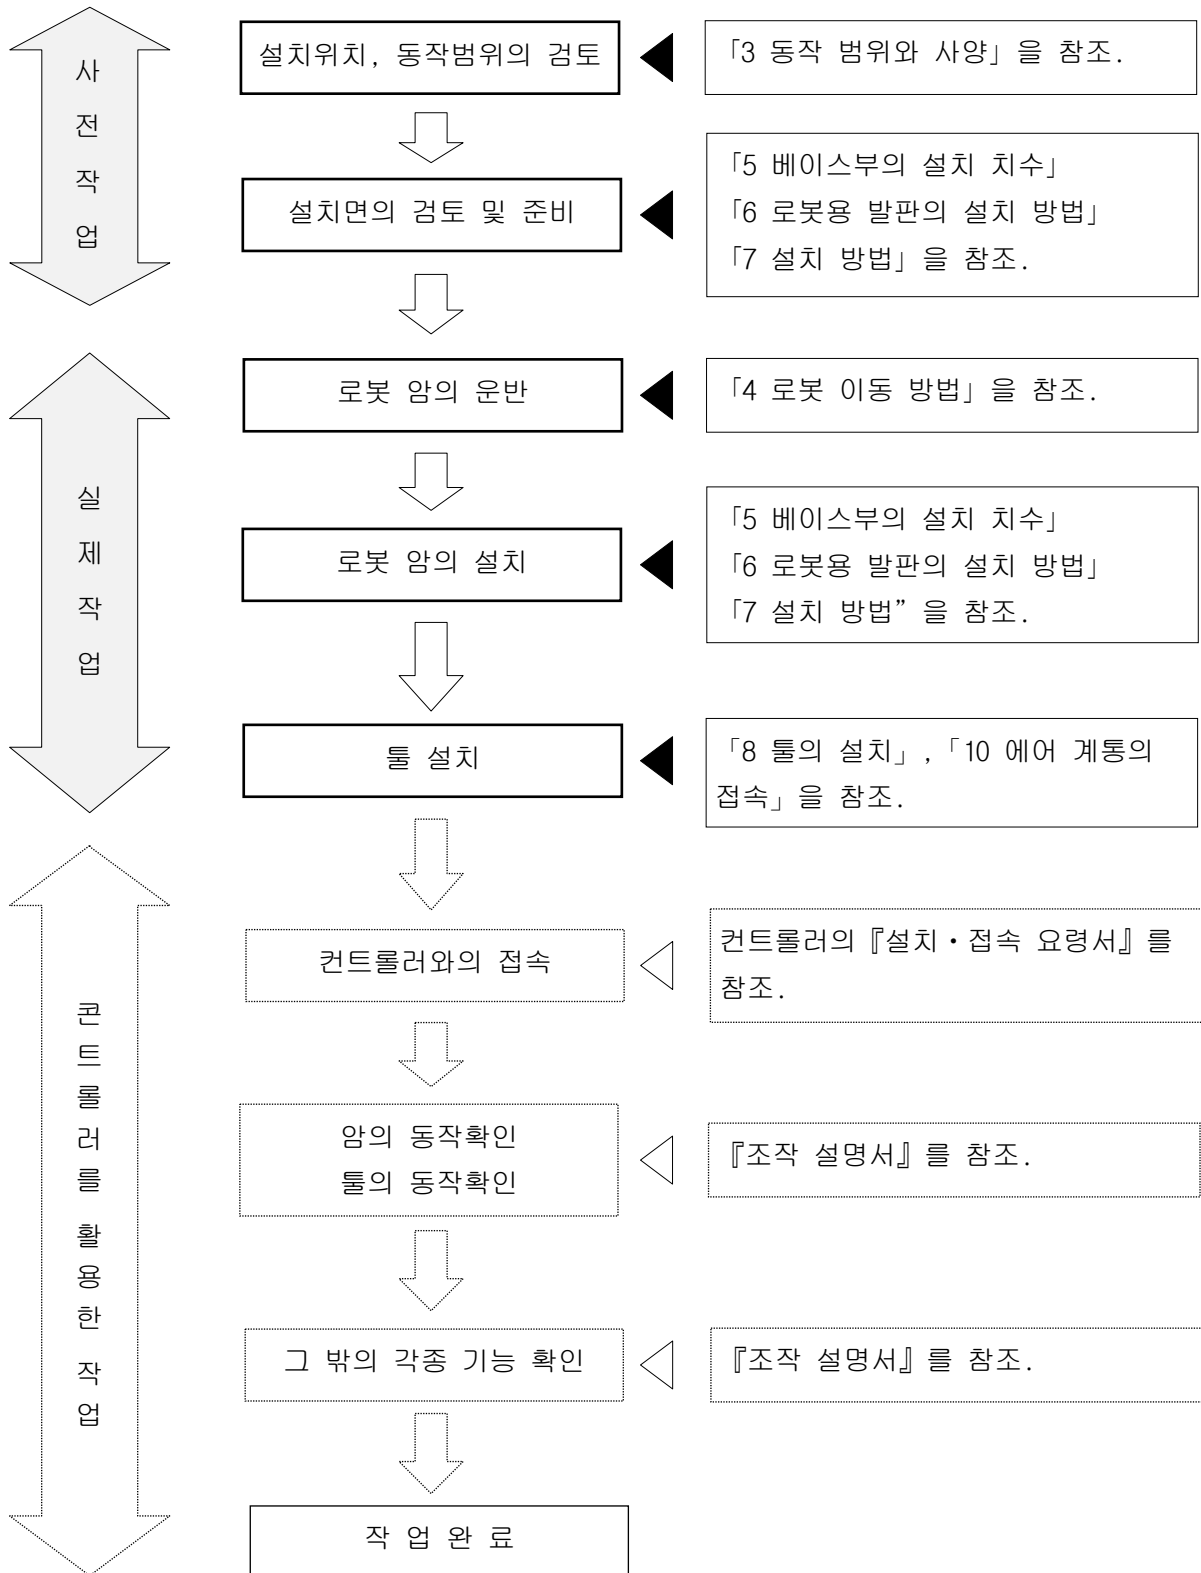 사전작업
설치위치, 동작범위의 검토
「3 동작 범위와 사양」을 참조.
설치면의 검토 및 준비
「5 베이스부의 설치 치수」
「6 로봇용 발판의 설치 방법」
「7 설치 방법」을 참조.
실제작업
로봇 암의 운반
「4 로봇 이동 방법」을 참조.
로봇 암의 설치
「5 베이스부의 설치 치수」
「6 로봇용 발판의 설치 방법」
「7 설치 방법”을 참조.
툴 설치
「8 툴의 설치」,「10 에어 계통의
접속」을 참조.
콘트롤러를 활용한 작업
컨트롤러와의 접속
컨트롤러의『설치・접속 요령서』를
참조.
암의 동작확인
툴의 동작확인
『조작 설명서』를 참조.
그 밖의 각종 기능 확인
『조작 설명서』를 참조.
작 업 완 료